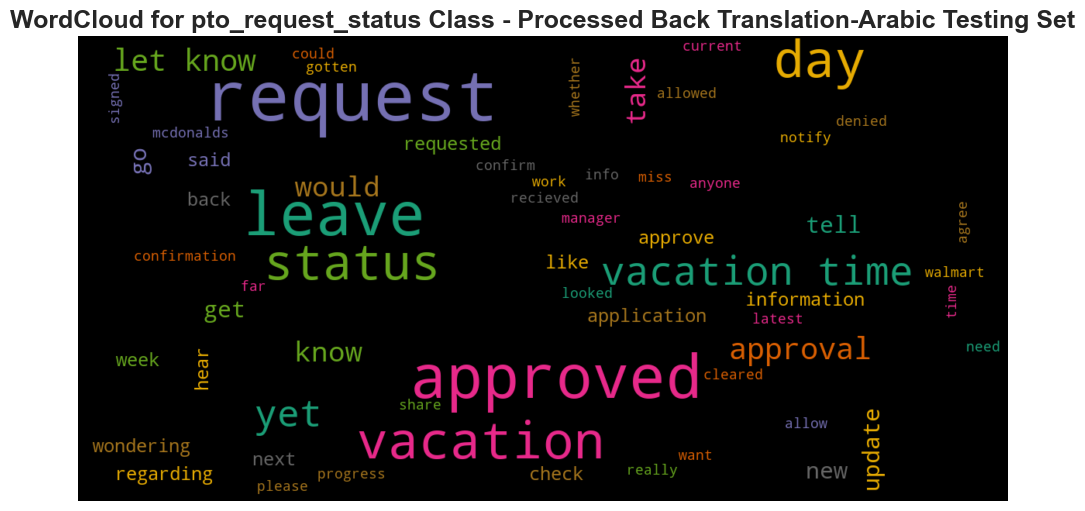 WordCloud for pto_request_status Class - Processed Back Translation-Arabic Testing Set
let know
could
gotten
current
day
signed
request
whether
take
allowed
denied
mcdonalds
notify
go
said
requested
confirm
work
info
miss
anyone
back
would
recieved
leave
manager
approve
tell
agree
confirmation
status
like
vacation time
walmart
far
looked
information
time
get
application
latest
week
hear
know
approval
need
approved
cleared
share
yet
allow
update
wondering
vacation
regarding
next
progress
please
check
really
want
new